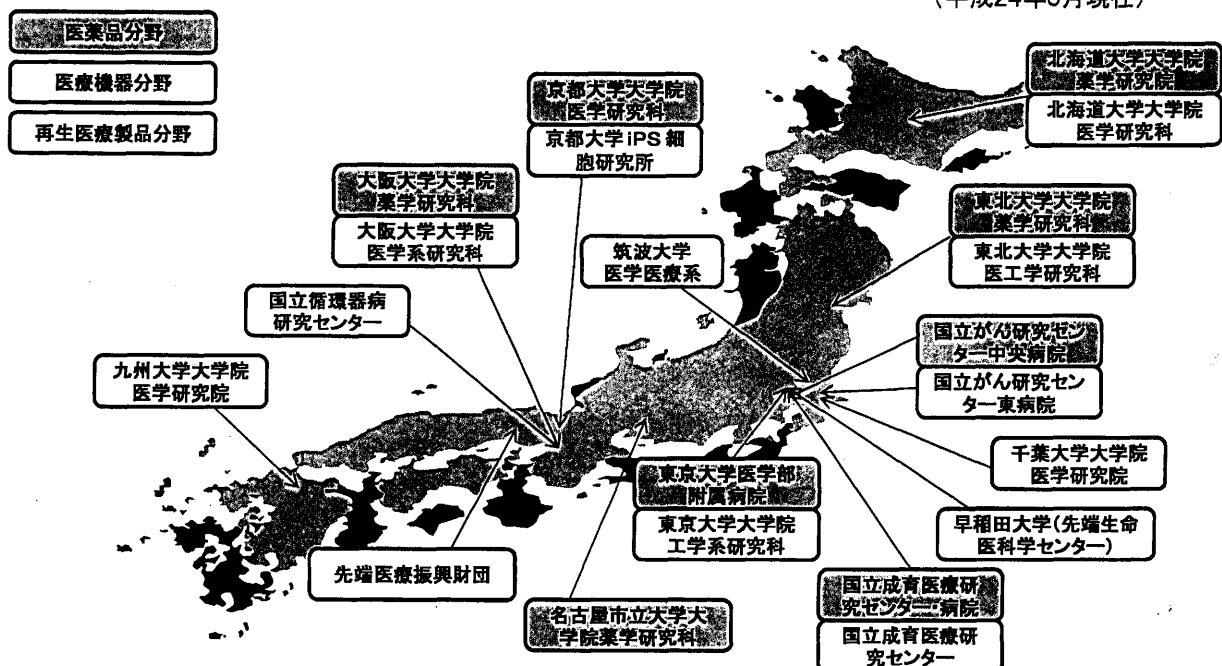 (平成24年5月現在)
医薬品分野
医療機器分野
再生医療製品分野
北海道大学大学院
薬学研究院
北海道大学大学院
医学研究科
京都大学大学院
医学研究科
京都大学 iPS 細
胞研究所
大阪大学大学院
薬学研究科
大阪大学大学院
医学系研究科
東北大学大学院
薬学研究科
東北大学大学院
医工学研究科
筑波大学
医学医療系
国立循環器病
研究センター
国立がん研究セン
ター中央病院
国立がん研究セン
ター東病院
九州大学大学院
医学研究院
千葉大学大学院
医学研究院
東京大学医学部
附属病院
東京大学大学院
工学系研究科
早稲田大学(先端生命
医科学センター)
先端医療振興財団
名古屋市立大学大
学院薬学研究科
国立成育医療研
究センター病院
国立成育医療研
究センター